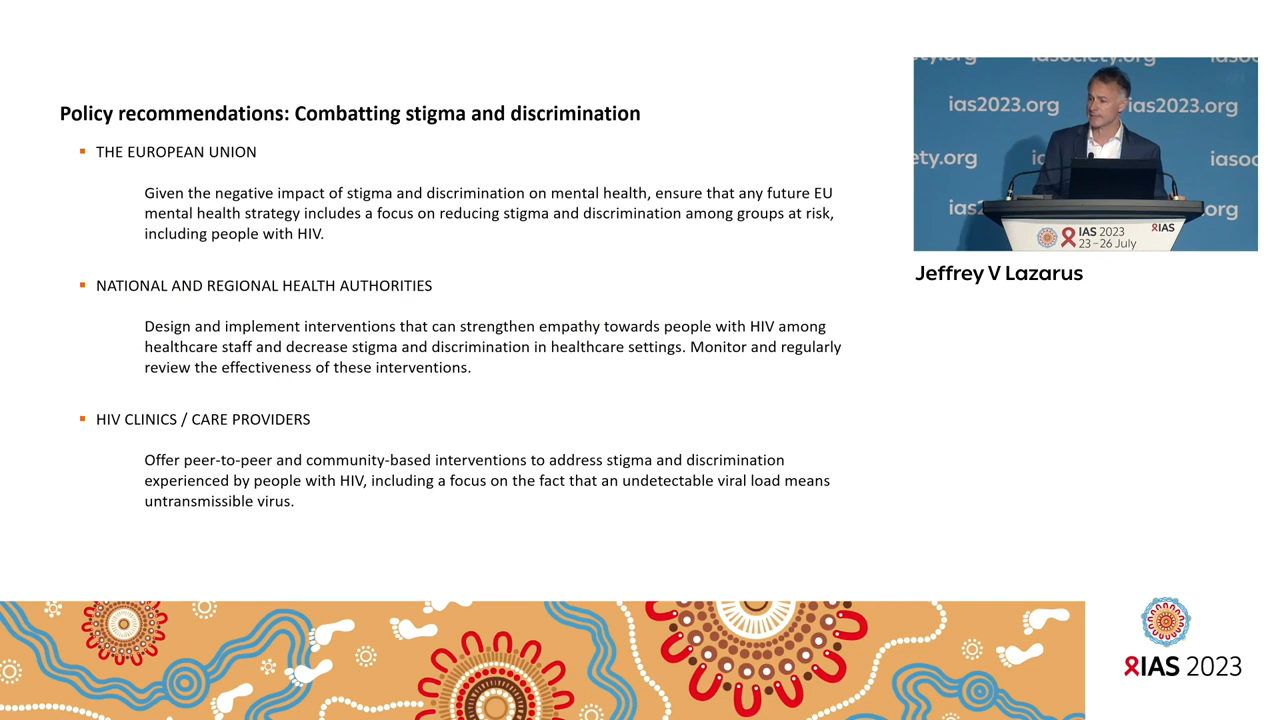 Policy recommendations: Combatting stigma and discrimination
THE EUROPEAN UNION
Given the negative impact of stigma and discrimination on mental health, ensure that any future EU
mental health strategy includes a focus on reducing stigma and discrimination among groups at risk,
including people with HIV.
NATIONAL AND REGIONAL HEALTH AUTHORITIES
Design and implement interventions that can strengthen empathy towards people with HIV among
healthcare staff and decrease stigma and discrimination in healthcare settings. Monitor and regularly
review the effectiveness of these interventions.
HIV CLINICS / CARE PROVIDERS
Offer peer-to-peer and community-based interventions to address stigma and discrimination
experienced by people with HIV, including a focus on the fact that an undetectable viral load means
untransmissible virus.
ias2023.org
ias2023.org
ety.org
iasoc
ias2
.org
IAS 2023
23–26 July
IAS
Jeffrey V Lazarus
IAS 2023